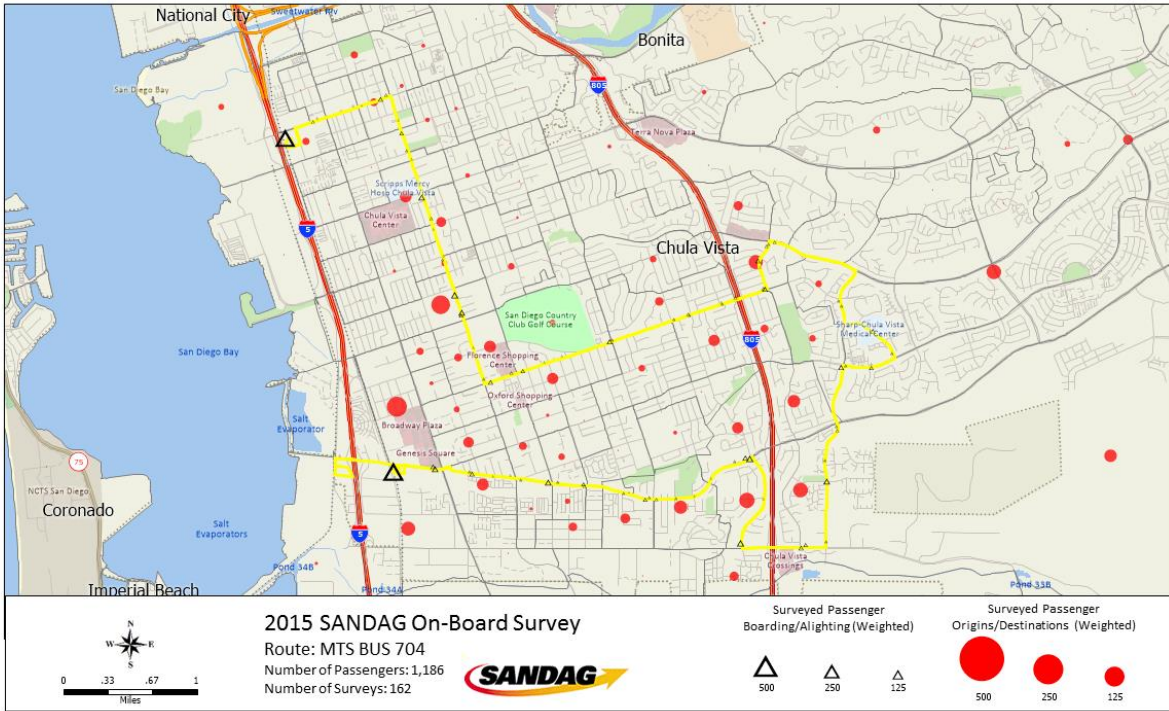 National City
Sweetwater Riv
Bonita
San Diego Bay
805
Terra Nova Plaza
Scripps Mercy
Hosp Chula Vista
Chula Vista
Center
5
Chula Vista
San Diego Country
Club Golf Course
Sharp Chula Vista
Medical Center
San Diego Bay
805
Florence Shopping
Center
Oxford Shopping
Center
Salt
Evaporator
Broadway Plaza
Genesis Square
75
NCTS San Diego
Coronado
Salt
Evaporators
5
Chula Vista
Crossings
Pond 34B
Imperial Beach
Pond 34A
Pond 33B
N
W E
S
0 .33 .67 1
Miles
2015 SANDAG On-Board Survey
Route: MTS BUS 704
Number of Passengers: 1,186
Number of Surveys: 162
SANDAG
Surveyed Passenger
Boarding/Alighting (Weighted)
500 250 125
Surveyed Passenger
Origins/Destinations (Weighted)
500 250 125